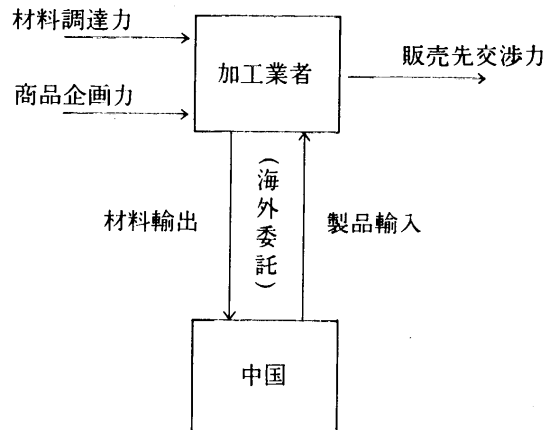 材料調達力
加工業者
販売先交渉力
商品企画力
材料輸出
(海外委託)
製品輸入
中国